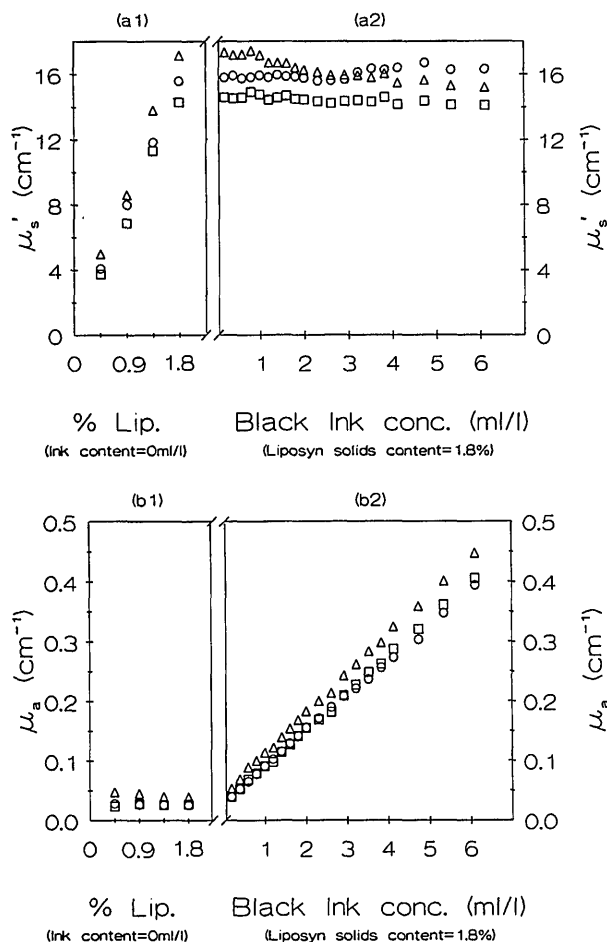 (a1) (a2)
16 16
12 12
8 8
4 4
0 0
μs' (cm⁻¹) μs' (cm⁻¹)
0 0.9 1.8 1 2 3 4 5 6
% Lip. Black Ink conc. (ml/l)
(Ink content=0ml/l) (Liposyn solids content=1.8%)
(b1) (b2)
0.5 0.5
0.4 0.4
0.3 0.3
0.2 0.2
0.1 0.1
0.0 0.0
μa (cm⁻¹) μa (cm⁻¹)
0 0.9 1.8 1 2 3 4 5 6
% Lip. Black Ink conc. (ml/l)
(Ink content=0ml/l) (Liposyn solids content=1.8%)